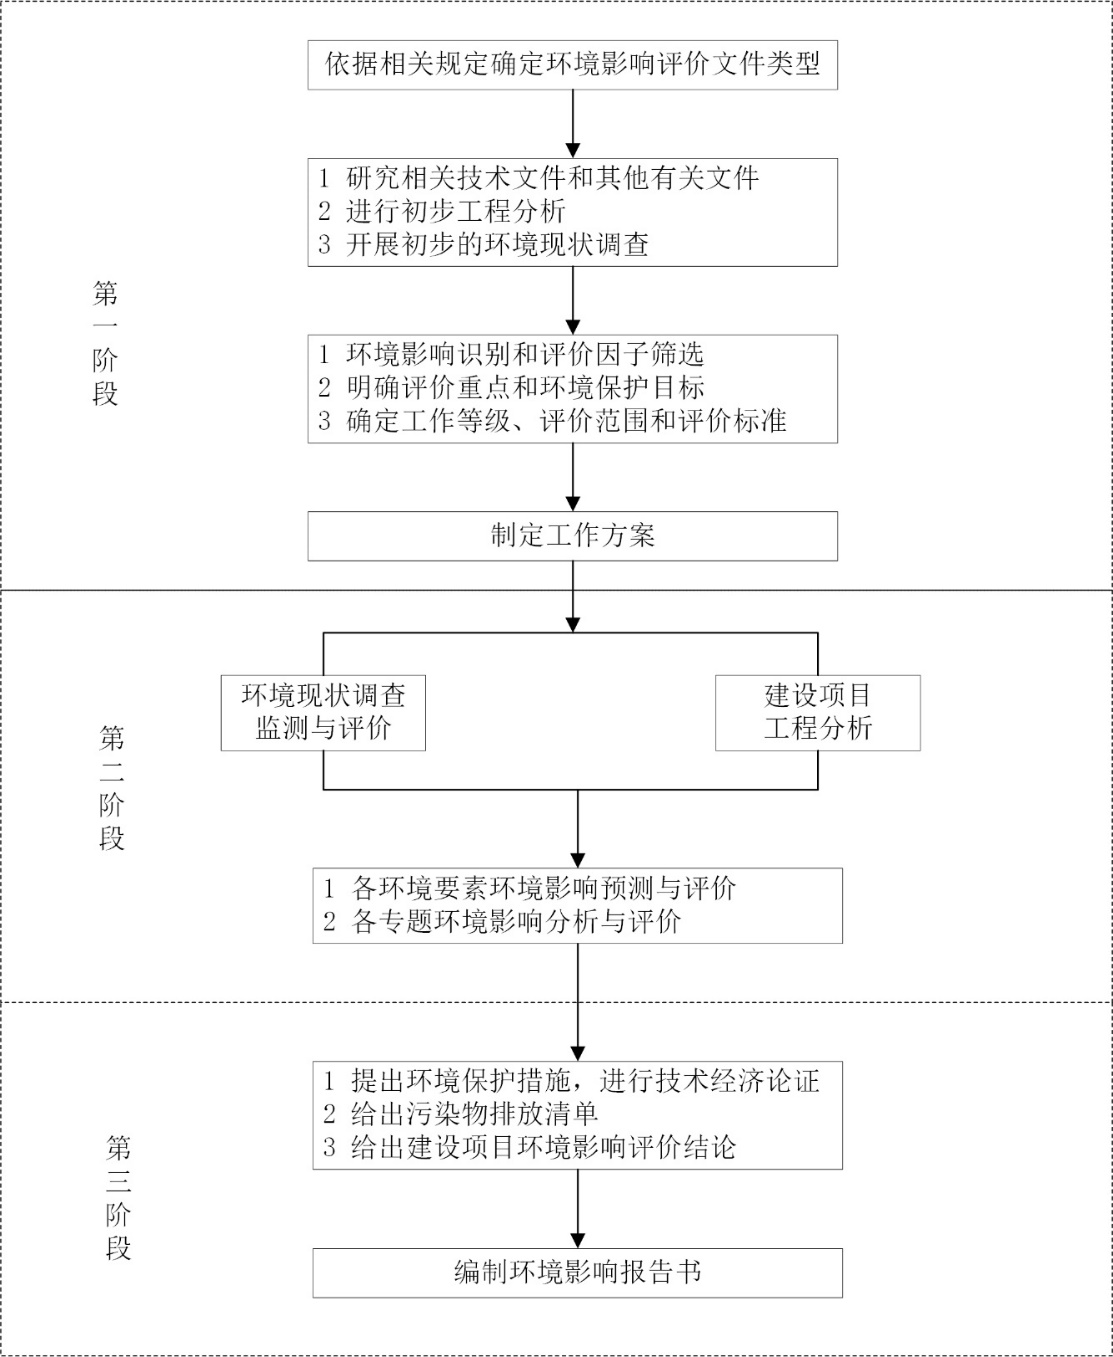 依据相关规定确定环境影响评价文件类型
1 研究相关技术文件和其他有关文件
2 进行初步工程分析
3 开展初步的环境现状调查
第一阶段
1 环境影响识别和评价因子筛选
2 明确评价重点和环境保护目标
3 确定工作等级、评价范围和评价标准
制定工作方案
环境现状调查
监测与评价
建设项目
工程分析
第二阶段
1 各环境要素环境影响预测与评价
2 各专题环境影响分析与评价
1 提出环境保护措施，进行技术经济论证
2 给出污染物排放清单
3 给出建设项目环境影响评价结论
第三阶段
编制环境影响报告书